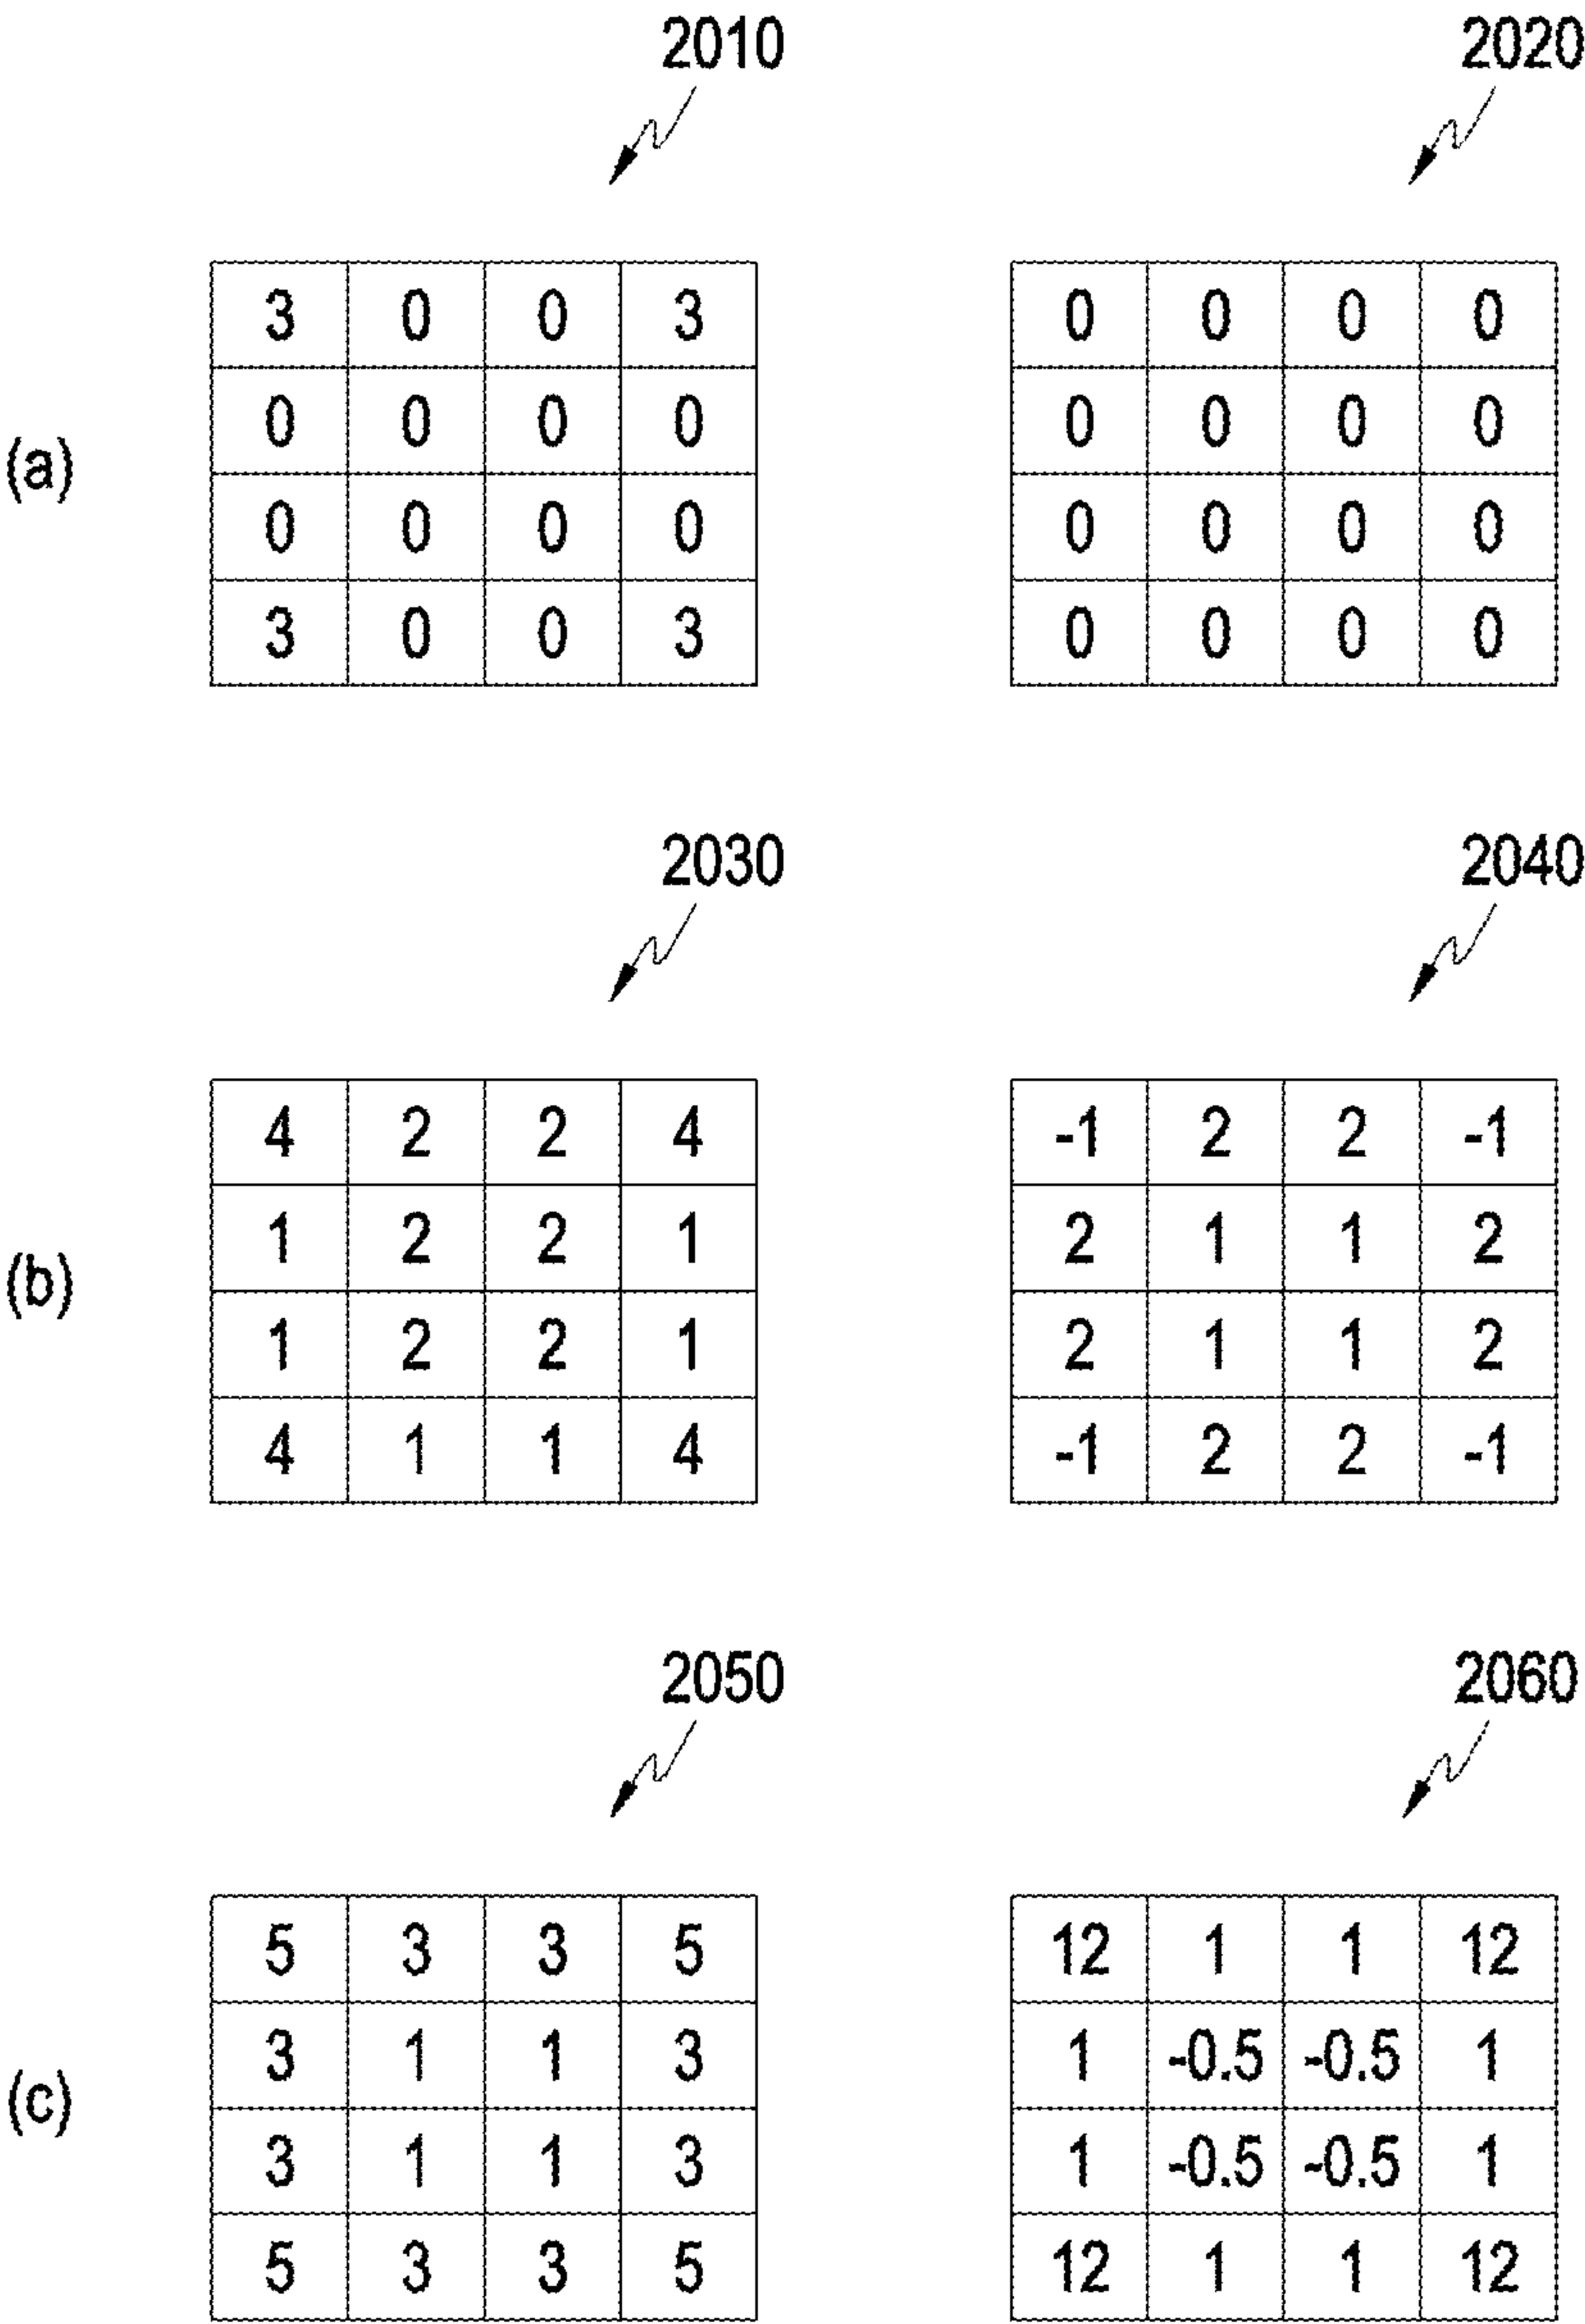 2010 2020
3 0 0 3 0 0 0 0
0 0 0 0 0 0 0 0
(a)
0 0 0 0 0 0 0 0
3 0 0 3 0 0 0 0
2030 2040
4 2 2 4 -1 2 2 -1
1 2 2 1 2 1 1 2
(b)
1 2 2 1 2 1 1 2
4 1 1 4 -1 2 2 -1
2050 2060
5 3 3 5 12 1 1 12
3 1 1 3 1 -0.5 -0.5 1
(c)
3 1 1 3 1 -0.5 -0.5 1
5 3 3 5 12 1 1 12